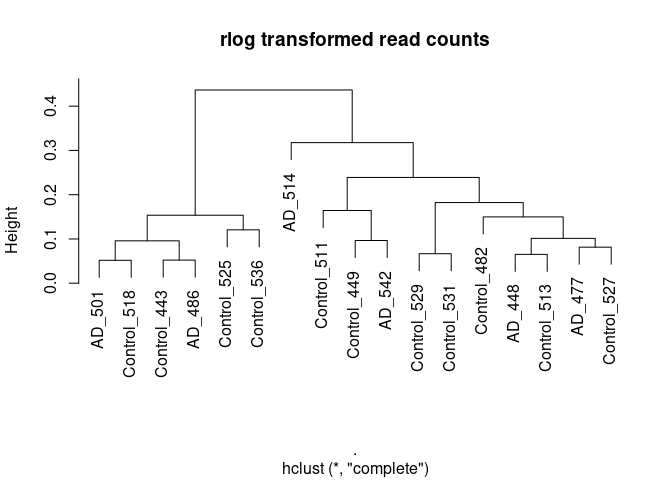 rlog transformed read counts
Height
0.0
0.1
0.2
0.3
0.4
AD_501
Control_518
Control_443
AD_486
Control_525
Control_536
AD_514
Control_511
Control_449
AD_542
Control_529
Control_531
Control_482
AD_448
Control_513
AD_477
Control_527
.
hclust (*, "complete")